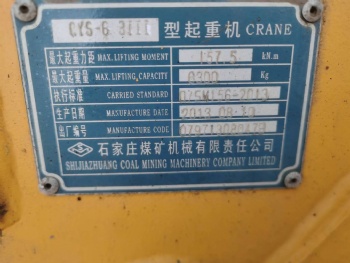 型起重机 CRANE
最大起重力距 MAX. LIFTING MOMENT 157.5 kN.m
最大起重量 MAX. LIFTING CAPACITY 6300 Kg
执行标准 CARRIED STANDARD
生产日期 MANUFACTURE DATE 2013.08.30
出厂编号 MANUFACTURE CODE
石家庄煤矿机械有限责任公司
SHIJIAZHUANG COAL MINING MACHINERY COMPANY LIMITED